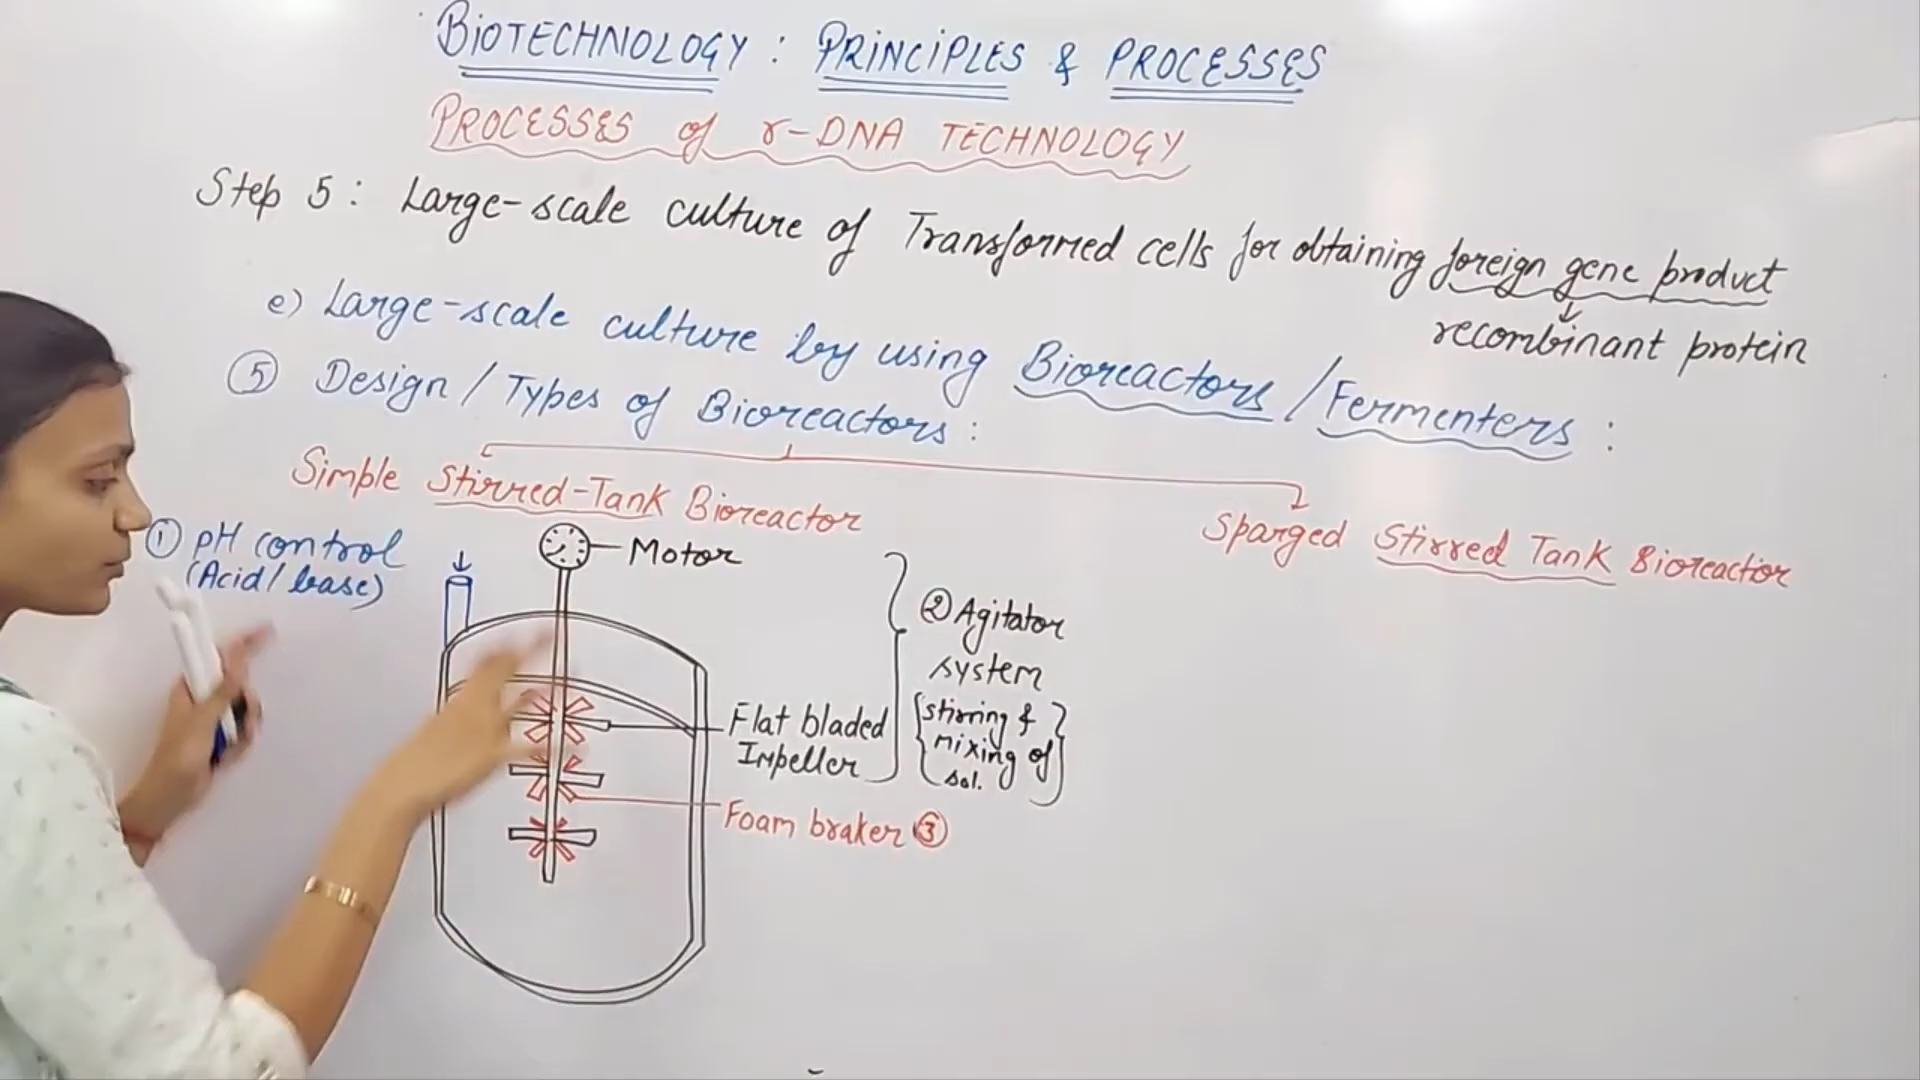 BIOTECHNOLOGY : PRINCIPLES & PROCESSES
PROCESSES of r-DNA TECHNOLOGY
Step 5 : Large-scale culture of Transformed cells for obtaining foreign gene product
recombinant protein
e) Large-scale culture by using Bioreactors / Fermenters :
⑤ Design / Types of Bioreactors :
Simple Stirred-Tank Bioreactor
Sparged Stirred Tank Bioreactior
① pH control
(Acid / base)
Motor
② Agitator
system
{stirring &
mixing of
sol.}
Flat bladed
Impeller
Foam braker ③